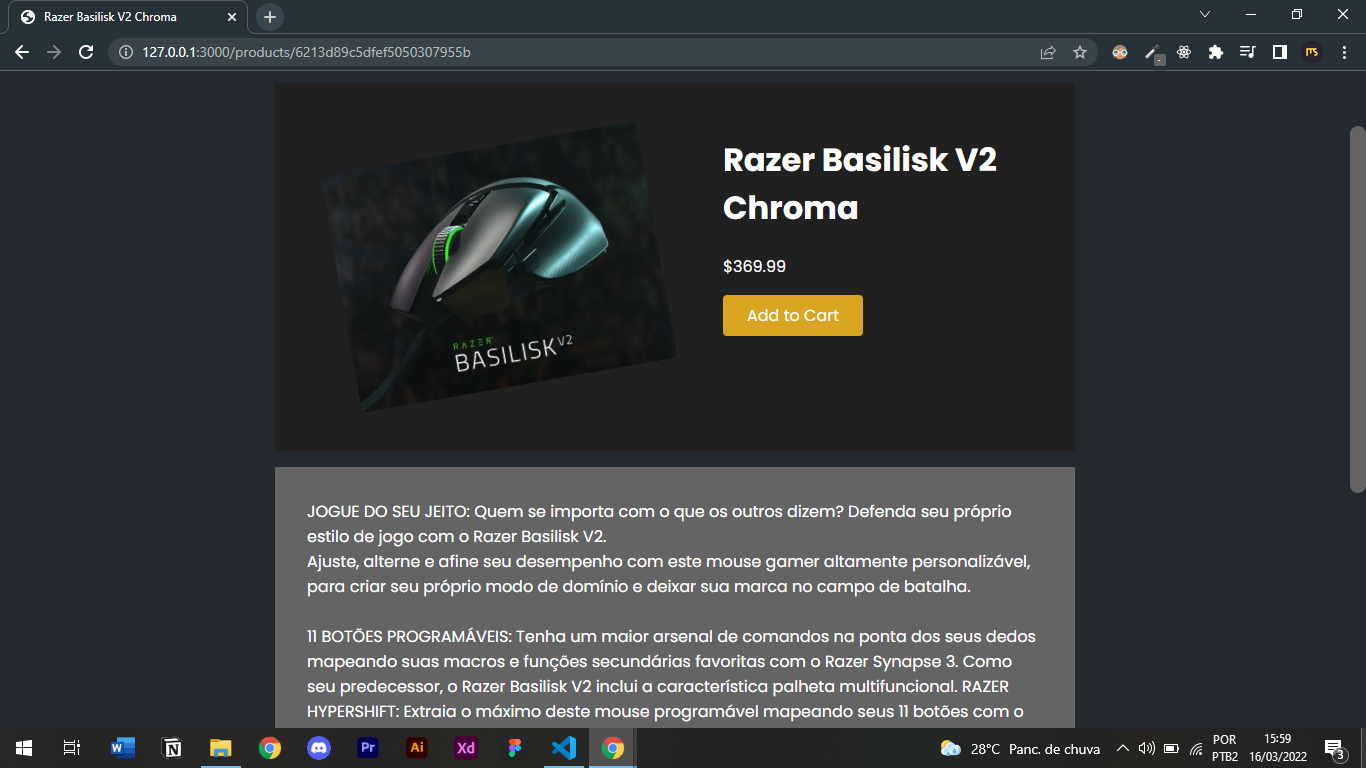 Razer Basilisk V2 Chroma
127.0.0.1:3000/products/6213d89c5dfef5050307955b
Razer Basilisk V2
Chroma
$369.99
Add to Cart
RAZER
BASILISK V2
JOGUE DO SEU JEITO: Quem se importa com o que os outros dizem? Defenda seu próprio
estilo de jogo com o Razer Basilisk V2.
Ajuste, alterne e afine seu desempenho com este mouse gamer altamente personalizável,
para criar seu próprio modo de domínio e deixar sua marca no campo de batalha.
11 BOTÕES PROGRAMÁVEIS: Tenha um maior arsenal de comandos na ponta dos seus dedos
mapeando suas macros e funções secundárias favoritas com o Razer Synapse 3. Como
seu predecessor, o Razer Basilisk V2 inclui a característica palheta multifuncional. RAZER
HYPERSHIFT: Extraia o máximo deste mouse programável mapeando seus 11 botões com o
W
N
Pr
Ai
Xd
28°C Panc. de chuva
POR
PTB2
15:59
16/03/2022
3